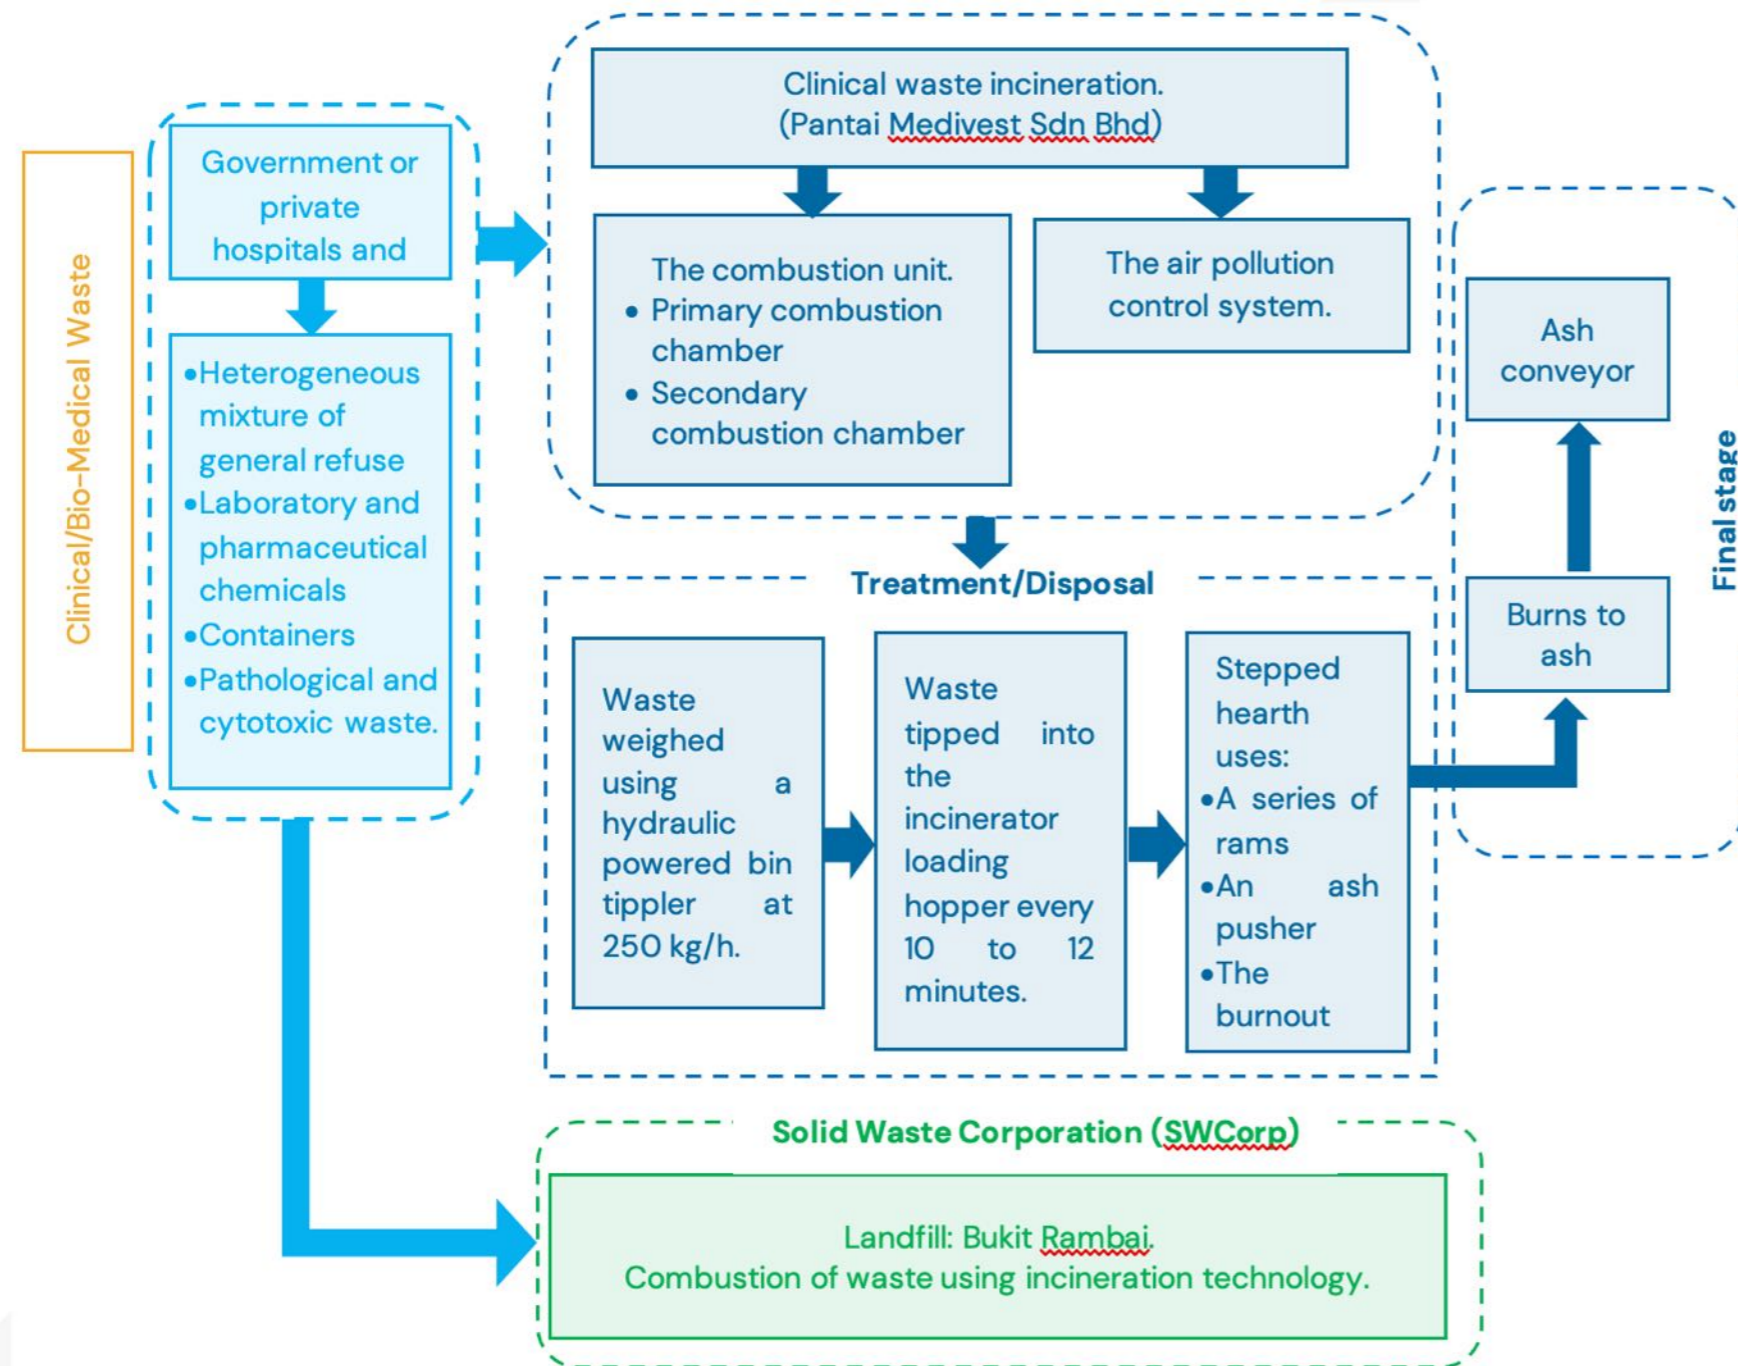 Clinical/Bio-Medical Waste
Government or
private
hospitals and
•Heterogeneous
mixture of
general refuse
•Laboratory and
pharmaceutical
chemicals
•Containers
•Pathological and
cytotoxic waste.
Clinical waste incineration.
(Pantai Medivest Sdn Bhd)
The combustion unit.
• Primary combustion
chamber
• Secondary
combustion chamber
The air pollution
control system.
Treatment/Disposal
Waste
weighed
using a
hydraulic
powered bin
tippler at
250 kg/h.
Waste
tipped into
the
incinerator
loading
hopper every
10 to 12
minutes.
Stepped
hearth
uses:
•A series of
rams
•An ash
pusher
•The
burnout
Ash
conveyor
Burns to
ash
Final stage
Solid Waste Corporation (SWCorp)
Landfill: Bukit Rambai.
Combustion of waste using incineration technology.